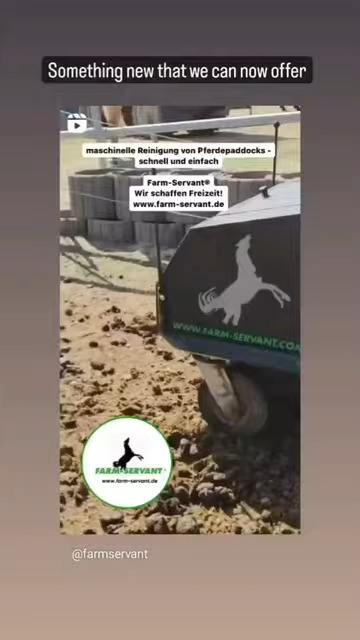 Something new that we can now offer
maschinelle Reinigung von Pferdepaddocks -
schnell und einfach
Farm-Servant®
Wir schaffen Freizeit!
www.farm-servant.de
WWW.FARM-SERVANT.COM
FARM-SERVANT
www.farm-servant.de
@farmservant